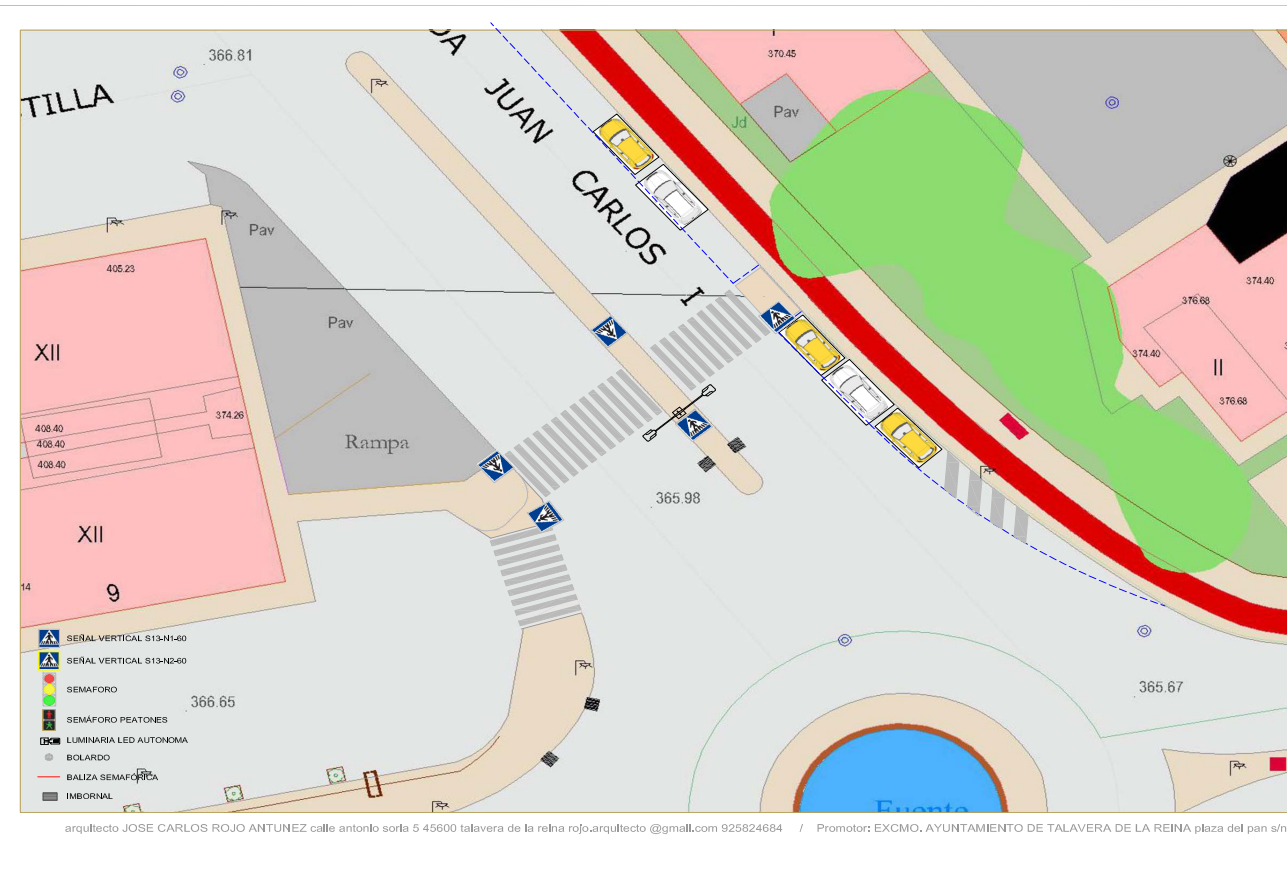 366.81
DA JUAN CARLOS I
370.45
Pav
Jd
TILLA
Pav
405.23
374.40
376.68
Pav
XII
374.40
II
376.68
374.26
408.40
408.40
408.40
Rampa
365.98
XII
14
9
SEÑAL VERTICAL S13-N1-60
SEÑAL VERTICAL S13-N2-60
SEMAFORO
SEMÁFORO PEATONES
LUMINARIA LED AUTONOMA
BOLARDO
BALIZA SEMAFÓRICA
IMBORNAL
366.65
365.67
Fuente
arquitecto JOSE CARLOS ROJO ANTUNEZ calle antonio soria 5 45600 talavera de la reina rojo.arquitecto @gmail.com 925824684 / Promotor: EXCMO. AYUNTAMIENTO DE TALAVERA DE LA REINA plaza del pan s/n